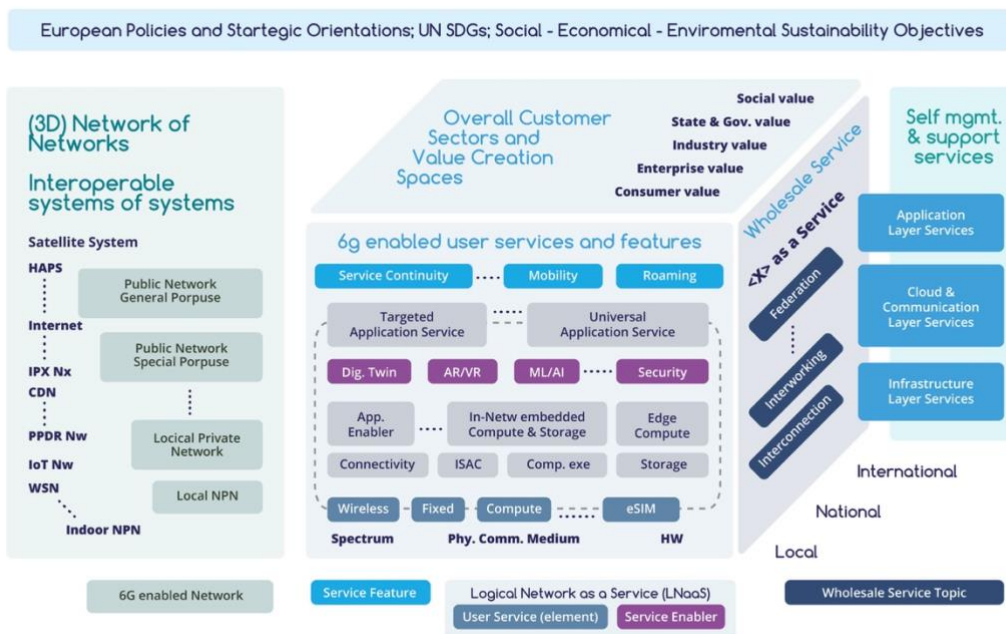 European Policies and Startegic Orientations; UN SDGs; Social - Economical - Enviromental Sustainability Objectives
(3D) Network of
Networks
Interoperable
systems of systems
Satellite System
HAPS
Internet
IPX Nx
CDN
PPDR Nw
IoT Nw
WSN
Indoor NPN
Public Network
General Porpuse
Public Network
Special Porpuse
Locical Private
Network
Local NPN
6G enabled Network
Overall Customer
Sectors and
Value Creation
Spaces
Social value
State & Gov. value
Industry value
Enterprise value
Consumer value
6g enabled user services and features
Service Continuity
Mobility
Roaming
Targeted
Application Service
Universal
Application Service
Dig. Twin
AR/VR
ML/AI
Security
App.
Enabler
In-Netw embedded
Compute & Storage
Edge
Compute
Connectivity
ISAC
Comp. exe
Storage
Wireless
Fixed
Compute
eSIM
Spectrum
Phy. Comm. Medium
HW
Service Feature
Logical Network as a Service (LNaaS)
User Service (element)
Service Enabler
Wholesale Service
<X> as a Service
Federation
Interworking
Interconnection
Self mgmt.
& support
services
Application
Layer Services
Cloud &
Communication
Layer Services
Infrastructure
Layer Services
International
National
Local
Wholesale Service Topic